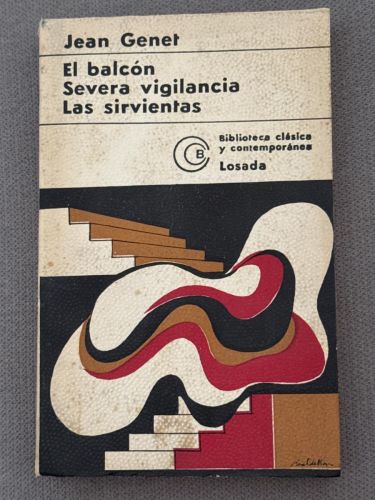 Jean Genet
El balcón
Severa vigilancia
Las sirvientas
Biblioteca clásica
y contemporánea
Losada